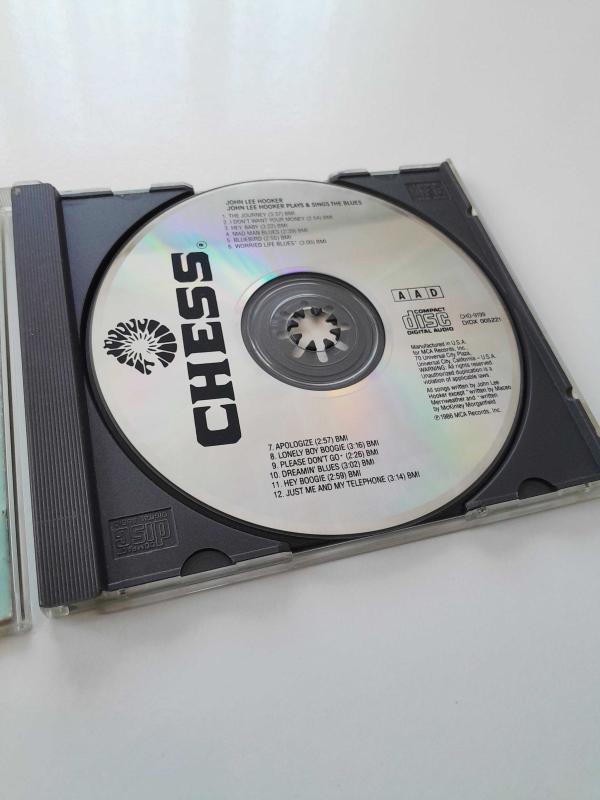 JOHN LEE HOOKER
JOHN LEE HOOKER PLAYS & SINGS THE BLUES
1. THE JOURNEY (3:37) BMI
2. I DON'T WANT YOUR MONEY (2:54) BMI
3. HEY BABY (3:22) BMI
4. MAD MAN BLUES (2:39) BMI
5. BLUEBIRD (2:55) BMI
6. WORRIED LIFE BLUES* (3:00) BMI
CHESS®
A A D
COMPACT
disc
DIGITAL AUDIO
CHD-9199
DIDX 005221
Manufactured in U.S.A.
for MCA Records, Inc.,
70 Universal City Plaza,
Universal City, California – U.S.A.
WARNING: All rights reserved.
Unauthorized duplication is a
violation of applicable laws.
All songs written by John Lee
Hooker except *written by Maceo
Merriweather and written
by McKinley Morganfield
℗1986 MCA Records, Inc.
7. APOLOGIZE (2:57) BMI
8. LONELY BOY BOOGIE (3:16) BMI
9. PLEASE DON'T GO (2:26) BMI
10. DREAMIN' BLUES (3:02) BMI
11. HEY BOOGIE (2:59) BMI
12. JUST ME AND MY TELEPHONE (3:14) BMI
COMPACT
disc
DIGITAL AUDIO